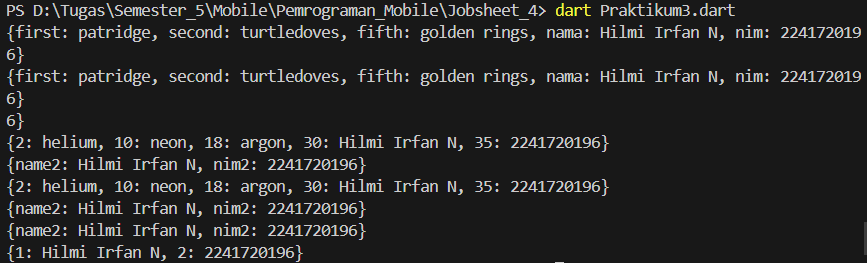 PS D:\Tugas\Semester_5\Mobile\Pemrograman_Mobile\Jobsheet_4> dart Praktikum3.dart
{first: patridge, second: turtledoves, fifth: golden rings, nama: Hilmi Irfan N, nim: 224172019
6}
{first: patridge, second: turtledoves, fifth: golden rings, nama: Hilmi Irfan N, nim: 224172019
6}
6}
{2: helium, 10: neon, 18: argon, 30: Hilmi Irfan N, 35: 2241720196}
{name2: Hilmi Irfan N, nim2: 2241720196}
{2: helium, 10: neon, 18: argon, 30: Hilmi Irfan N, 35: 2241720196}
{name2: Hilmi Irfan N, nim2: 2241720196}
{name2: Hilmi Irfan N, nim2: 2241720196}
{1: Hilmi Irfan N, 2: 2241720196}